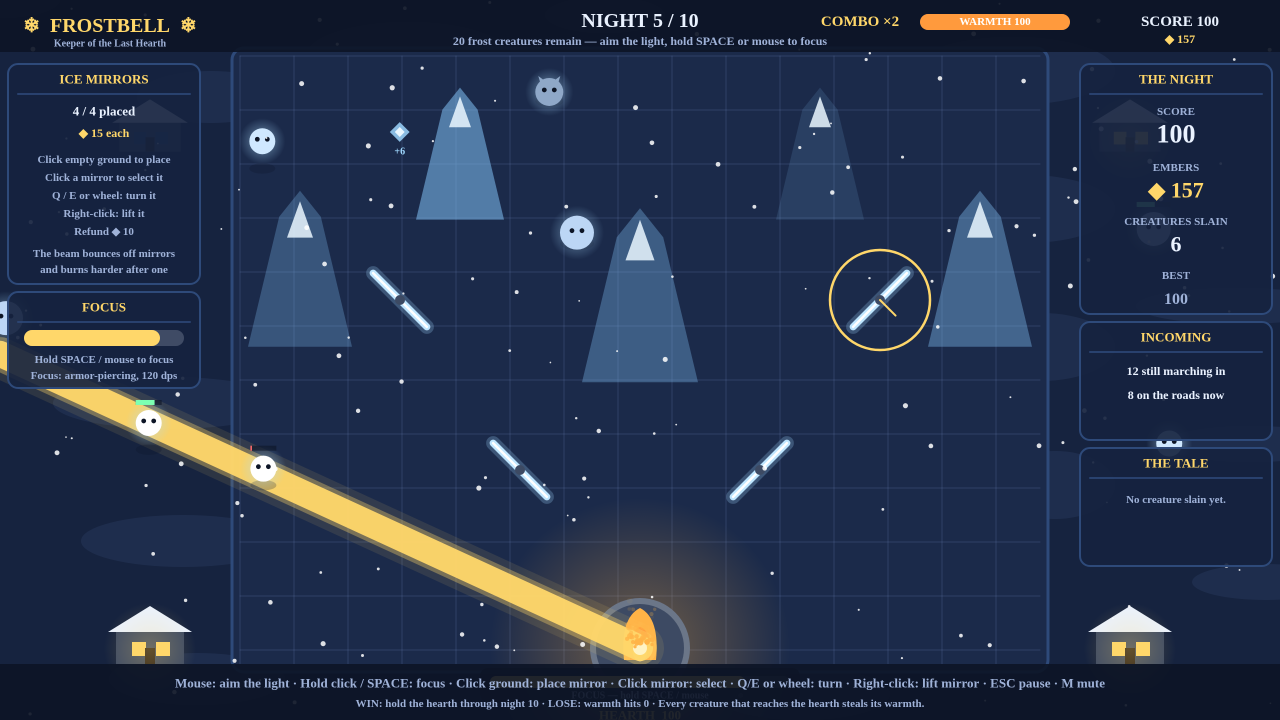 ❄ FROSTBELL ❄
Keeper of the Last Hearth
NIGHT 5 / 10
20 frost creatures remain — aim the light, hold SPACE or mouse to focus
COMBO ×2
WARMTH 100
SCORE 100
◆ 157
ICE MIRRORS
4 / 4 placed
◆ 15 each
Click empty ground to place
Click a mirror to select it
Q / E or wheel: turn it
Right-click: lift it
Refund ◆ 10
The beam bounces off mirrors
and burns harder after one
FOCUS
Hold SPACE / mouse to focus
Focus: armor-piercing, 120 dps
+6
THE NIGHT
SCORE
100
EMBERS
◆ 157
CREATURES SLAIN
6
BEST
100
INCOMING
12 still marching in
8 on the roads now
THE TALE
No creature slain yet.
Mouse: aim the light · Hold click / SPACE: focus · Click ground: place mirror · Click mirror: select · Q/E or wheel: turn · Right-click: lift mirror · ESC pause · M mute
WIN: hold the hearth through night 10 · LOSE: warmth hits 0 · Every creature that reaches the hearth steals its warmth.
HEARTH 100